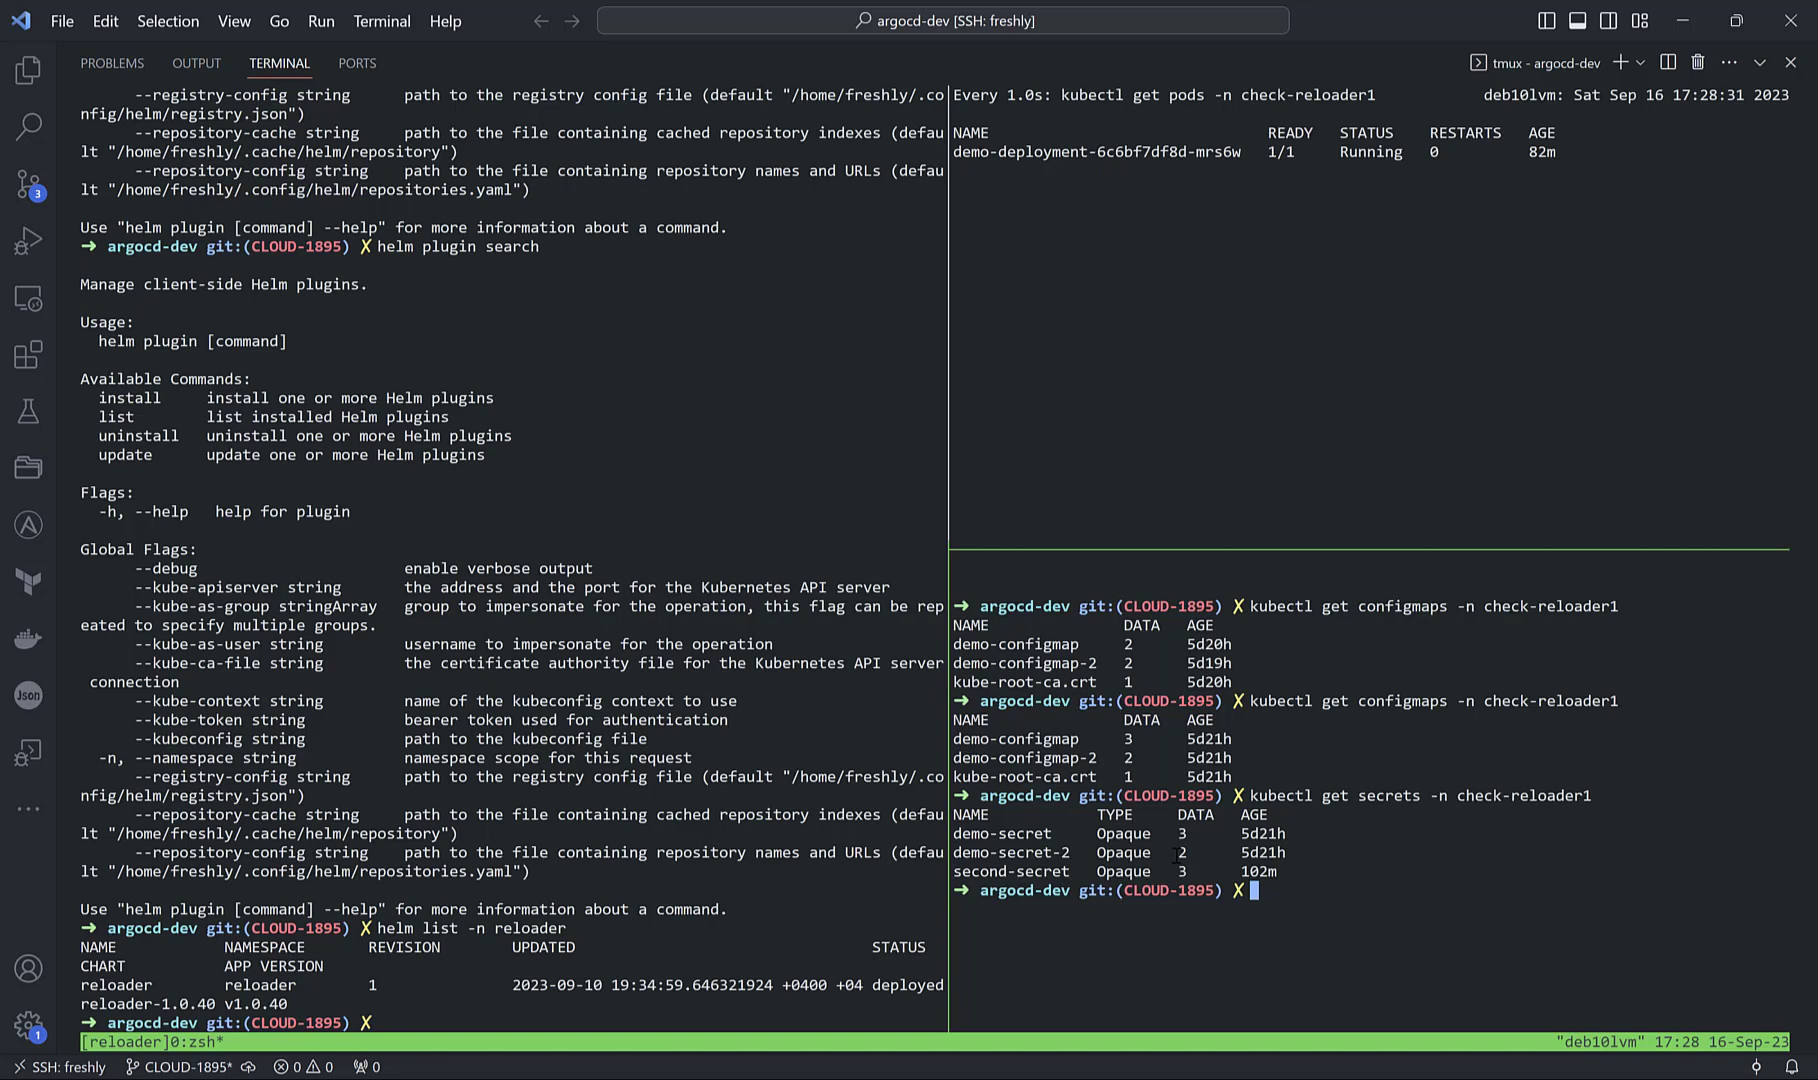 File Edit Selection View Go Run Terminal Help
argocd-dev [SSH: freshly]
PROBLEMS OUTPUT TERMINAL PORTS
tmux - argocd-dev
--registry-config string path to the registry config file (default "/home/freshly/.co
nfig/helm/registry.json")
--repository-cache string path to the file containing cached repository indexes (defau
lt "/home/freshly/.cache/helm/repository")
--repository-config string path to the file containing repository names and URLs (defau
lt "/home/freshly/.config/helm/repositories.yaml")
Use "helm plugin [command] --help" for more information about a command.
➜ argocd-dev git:(CLOUD-1895) ✗ helm plugin search
Manage client-side Helm plugins.
Usage:
helm plugin [command]
Available Commands:
install install one or more Helm plugins
list list installed Helm plugins
uninstall uninstall one or more Helm plugins
update update one or more Helm plugins
Flags:
-h, --help help for plugin
Global Flags:
--debug enable verbose output
--kube-apiserver string the address and the port for the Kubernetes API server
--kube-as-group stringArray group to impersonate for the operation, this flag can be rep
eated to specify multiple groups.
--kube-as-user string username to impersonate for the operation
--kube-ca-file string the certificate authority file for the Kubernetes API server
connection
--kube-context string name of the kubeconfig context to use
--kube-token string bearer token used for authentication
--kubeconfig string path to the kubeconfig file
-n, --namespace string namespace scope for this request
--registry-config string path to the registry config file (default "/home/freshly/.co
nfig/helm/registry.json")
--repository-cache string path to the file containing cached repository indexes (defau
lt "/home/freshly/.cache/helm/repository")
--repository-config string path to the file containing repository names and URLs (defau
lt "/home/freshly/.config/helm/repositories.yaml")
Use "helm plugin [command] --help" for more information about a command.
➜ argocd-dev git:(CLOUD-1895) ✗ helm list -n reloader
NAME NAMESPACE REVISION UPDATED STATUS
CHART APP VERSION
reloader reloader 1 2023-09-10 19:34:59.646321924 +0400 +04 deployed
reloader-1.0.40 v1.0.40
➜ argocd-dev git:(CLOUD-1895) ✗
Every 1.0s: kubectl get pods -n check-reloader1 deb10lvm: Sat Sep 16 17:28:31 2023
NAME READY STATUS RESTARTS AGE
demo-deployment-6c6bf7df8d-mrs6w 1/1 Running 0 82m
➜ argocd-dev git:(CLOUD-1895) ✗ kubectl get configmaps -n check-reloader1
NAME DATA AGE
demo-configmap 2 5d20h
demo-configmap-2 2 5d19h
kube-root-ca.crt 1 5d20h
➜ argocd-dev git:(CLOUD-1895) ✗ kubectl get configmaps -n check-reloader1
NAME DATA AGE
demo-configmap 3 5d21h
demo-configmap-2 2 5d21h
kube-root-ca.crt 1 5d21h
➜ argocd-dev git:(CLOUD-1895) ✗ kubectl get secrets -n check-reloader1
NAME TYPE DATA AGE
demo-secret Opaque 3 5d21h
demo-secret-2 Opaque 2 5d21h
second-secret Opaque 3 102m
➜ argocd-dev git:(CLOUD-1895) ✗
[reloader]0:zsh* "deb10lvm" 17:28 16-Sep-23
3
Json
1
SSH: freshly CLOUD-1895* 0 0 0